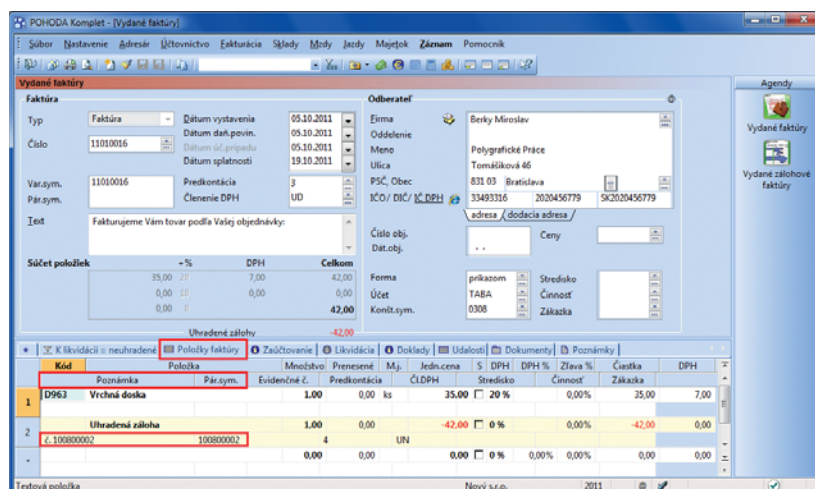 POHODA Komplet - [Vydané faktúry]
Súbor Nastavenie Adresár Účtovníctvo Fakturácia Sklady Mzdy Jazdy Majetok Záznam Pomocník
Vydané faktúry
Agendy
Vydané faktúry
Vydané zálohové faktúry
Faktúra
Typ Faktúra Dátum vystavenia 05.10.2011
Dátum daň.povin. 05.10.2011
Číslo 11010016 Dátum úč.prípadu 05.10.2011
Dátum splatnosti 19.10.2011
Var.sym. 11010016 Predkontácia 3
Pár.sym. Členenie DPH UD
Text Fakturujeme Vám tovar podľa Vašej objednávky:
Súčet položiek +% DPH Celkom
35,00 20 7,00 42,00
0,00 10 0,00 0,00
0,00 0 42,00
Uhradené zálohy -42,00
Odberateľ
Firma Berky Miroslav
Oddelenie
Meno Polygrafické Práce
Ulica Tomášiková 46
PSČ, Obec 831 03 Bratislava
IČO/ DIČ/ IČ DPH 33493316 2020456779 SK2020456779
adresa / dodacia adresa
Číslo obj. Ceny
Dát.obj. . .
Forma príkazom Stredisko
Účet TABA Činnosť
Konšt.sym. 0308 Zákazka
K likvidácii = neuhradené Položky faktúry Zaúčtovanie Likvidácia Doklady Udalosti Dokumenty Poznámky
Kód Položka Množstvo Prenesené M.j. Jedn.cena S DPH DPH % Zľava % Čiastka DPH
Poznámka Pár.sym. Evidenčné č. Predkontácia Čl.DPH Stredisko Činnosť Zákazka
1 D963 Vrchná doska 1,00 0,00 ks 35,00 20 % 0,00% 35,00 7,00
2 Uhradená záloha 1,00 0,00 -42,00 0 % 0,00% -42,00 0,00
č.100800002 100800002 4 UN
0,00 0,00 0,00 0 % 0,00% 0,00% 0,00 0,00
Textová položka Nový s.r.o. 2011 @